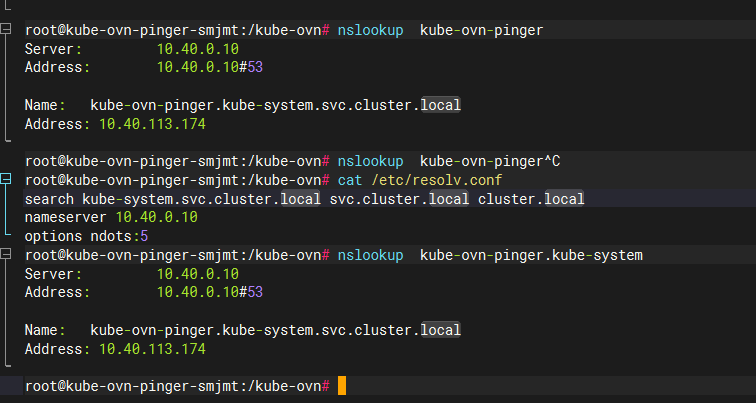 root@kube-ovn-pinger-smjmt:/kube-ovn# nslookup  kube-ovn-pinger
Server:         10.40.0.10
Address:        10.40.0.10#53
Name:   kube-ovn-pinger.kube-system.svc.cluster.local
Address: 10.40.113.174
root@kube-ovn-pinger-smjmt:/kube-ovn# nslookup  kube-ovn-pinger^C
root@kube-ovn-pinger-smjmt:/kube-ovn# cat /etc/resolv.conf
search kube-system.svc.cluster.local svc.cluster.local cluster.local
nameserver 10.40.0.10
options ndots:5
root@kube-ovn-pinger-smjmt:/kube-ovn# nslookup  kube-ovn-pinger.kube-system
Server:         10.40.0.10
Address:        10.40.0.10#53
Name:   kube-ovn-pinger.kube-system.svc.cluster.local
Address: 10.40.113.174
root@kube-ovn-pinger-smjmt:/kube-ovn#